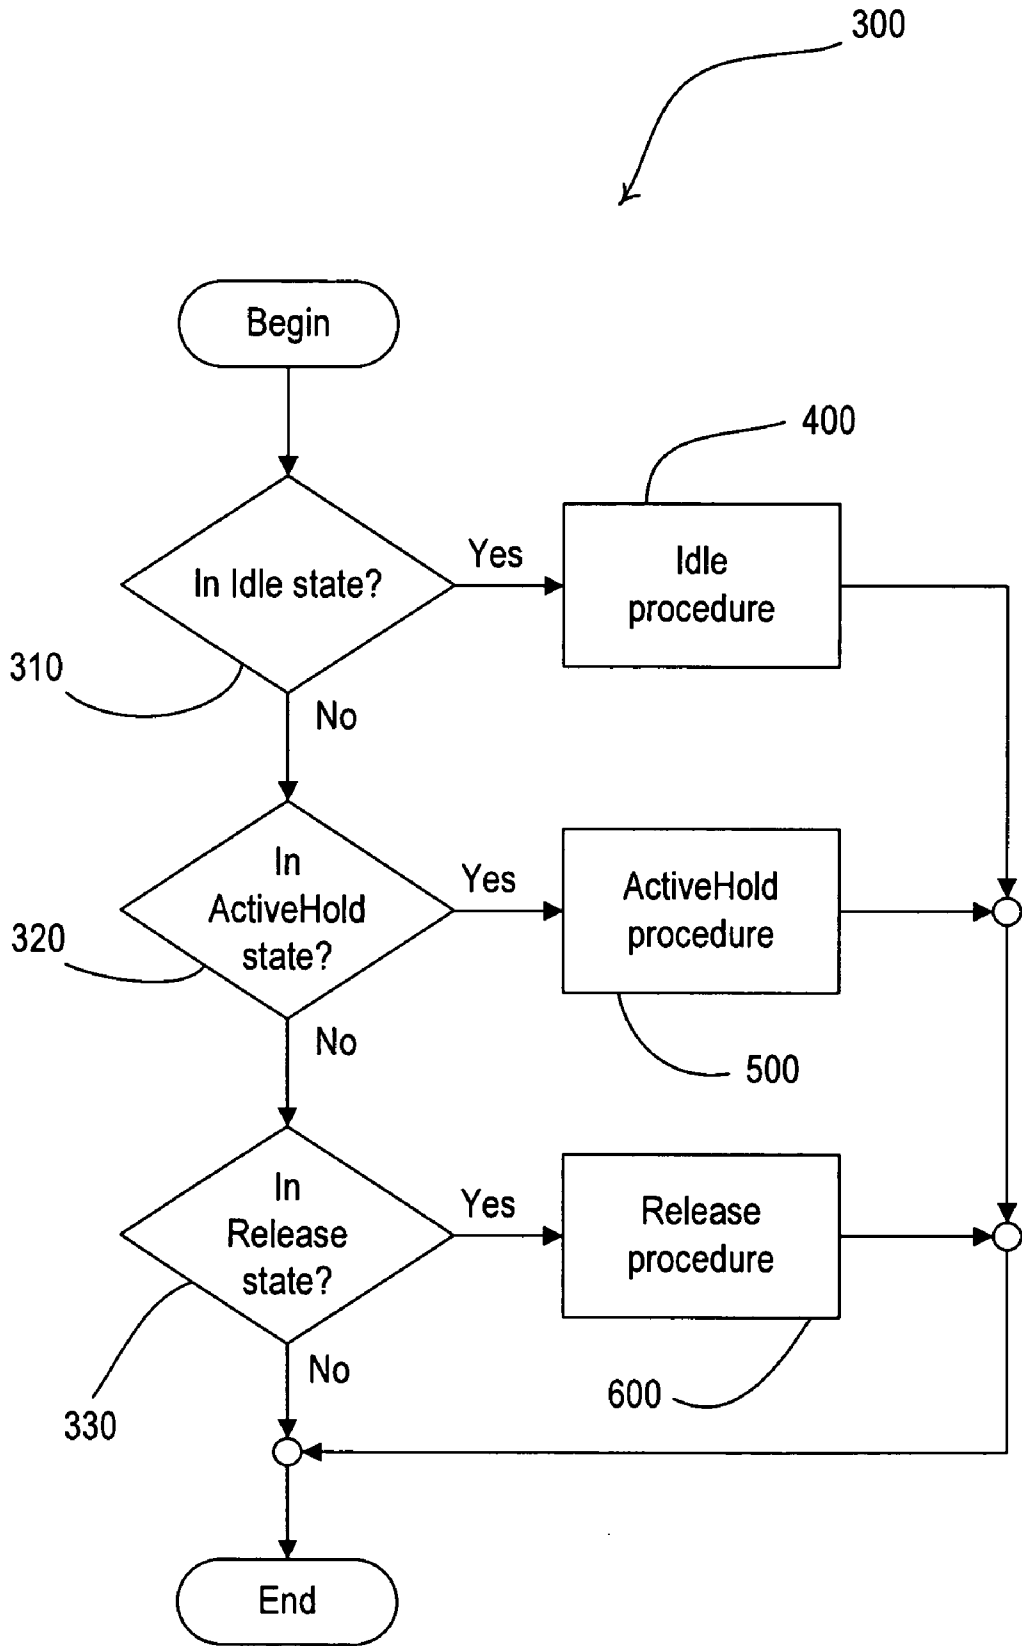 300
Begin
400
In Idle state?
Yes
Idle
procedure
310
No
In
ActiveHold
state?
Yes
ActiveHold
procedure
320
No
500
In
Release
state?
Yes
Release
procedure
No
600
330
End